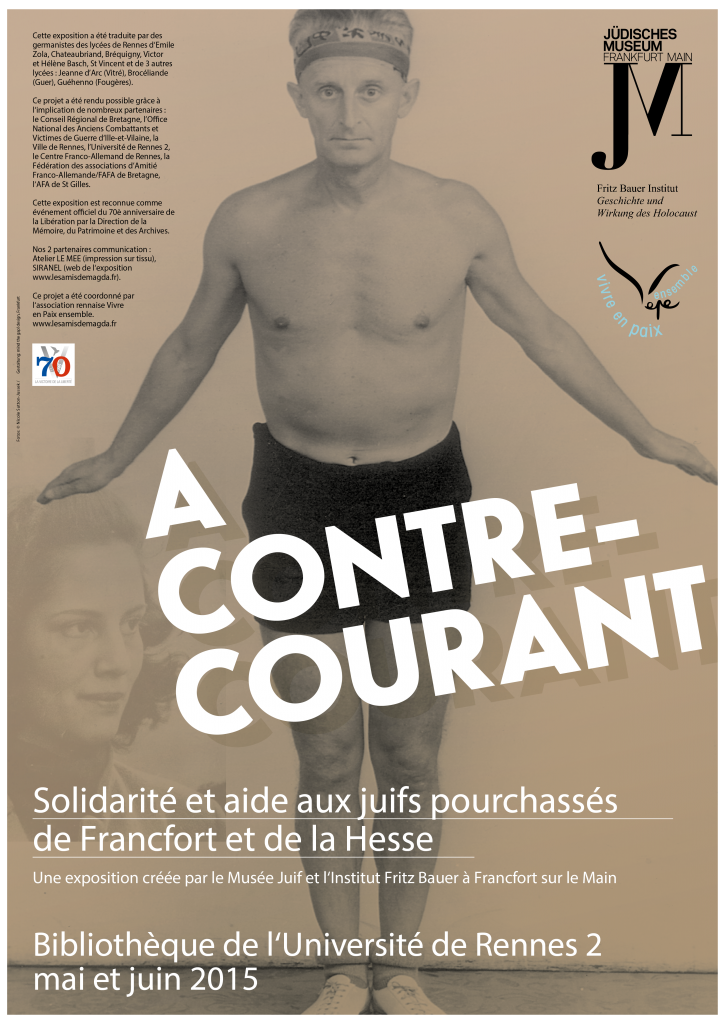 Cette exposition a été traduite par des
germanistes des lycées de Rennes d'Emile
Zola, Chateaubriand, Bréquigny, Victor
et Hélène Basch, St Vincent et de 3 autres
lycées : Jeanne d'Arc (Vitré), Brocéliande
(Guer), Guéhenno (Fougères).
Ce projet a été rendu possible grâce à
l'implication de nombreux partenaires :
le Conseil Régional de Bretagne, l'Office
National des Anciens Combattants et
Victimes de Guerre d'Ille-et-Vilaine, la
Ville de Rennes, l'Université de Rennes 2,
le Centre Franco-Allemand de Rennes, la
Fédération des associations d'Amitié
Franco-Allemande/FAFA de Bretagne,
l'AFA de St Gilles.
Cette exposition est reconnue comme
événement officiel du 70è anniversaire de
la Libération par la Direction de la
Mémoire, du Patrimoine et des Archives.
Nos 2 partenaires communication :
Atelier LE MEE (impression sur tissu),
SIRANEL (web de l'exposition
www.lesamisdemagda.fr).
Ce projet a été coordonné par
l'association rennaise Vivre
en Paix ensemble.
www.lesamisdemagda.fr
70
JÜDISCHES
MUSEUM
FRANKFURT MAIN
JM
Fritz Bauer Institut
Geschichte und
Wirkung des Holocaust
Vepe
vivre en paix
ensemble
A
CONTRE-
COURANT
Solidarité et aide aux juifs pourchassés
de Francfort et de la Hesse
Une exposition créée par le Musée Juif et l'Institut Fritz Bauer à Francfort sur le Main
Bibliothèque de l'Université de Rennes 2
mai et juin 2015